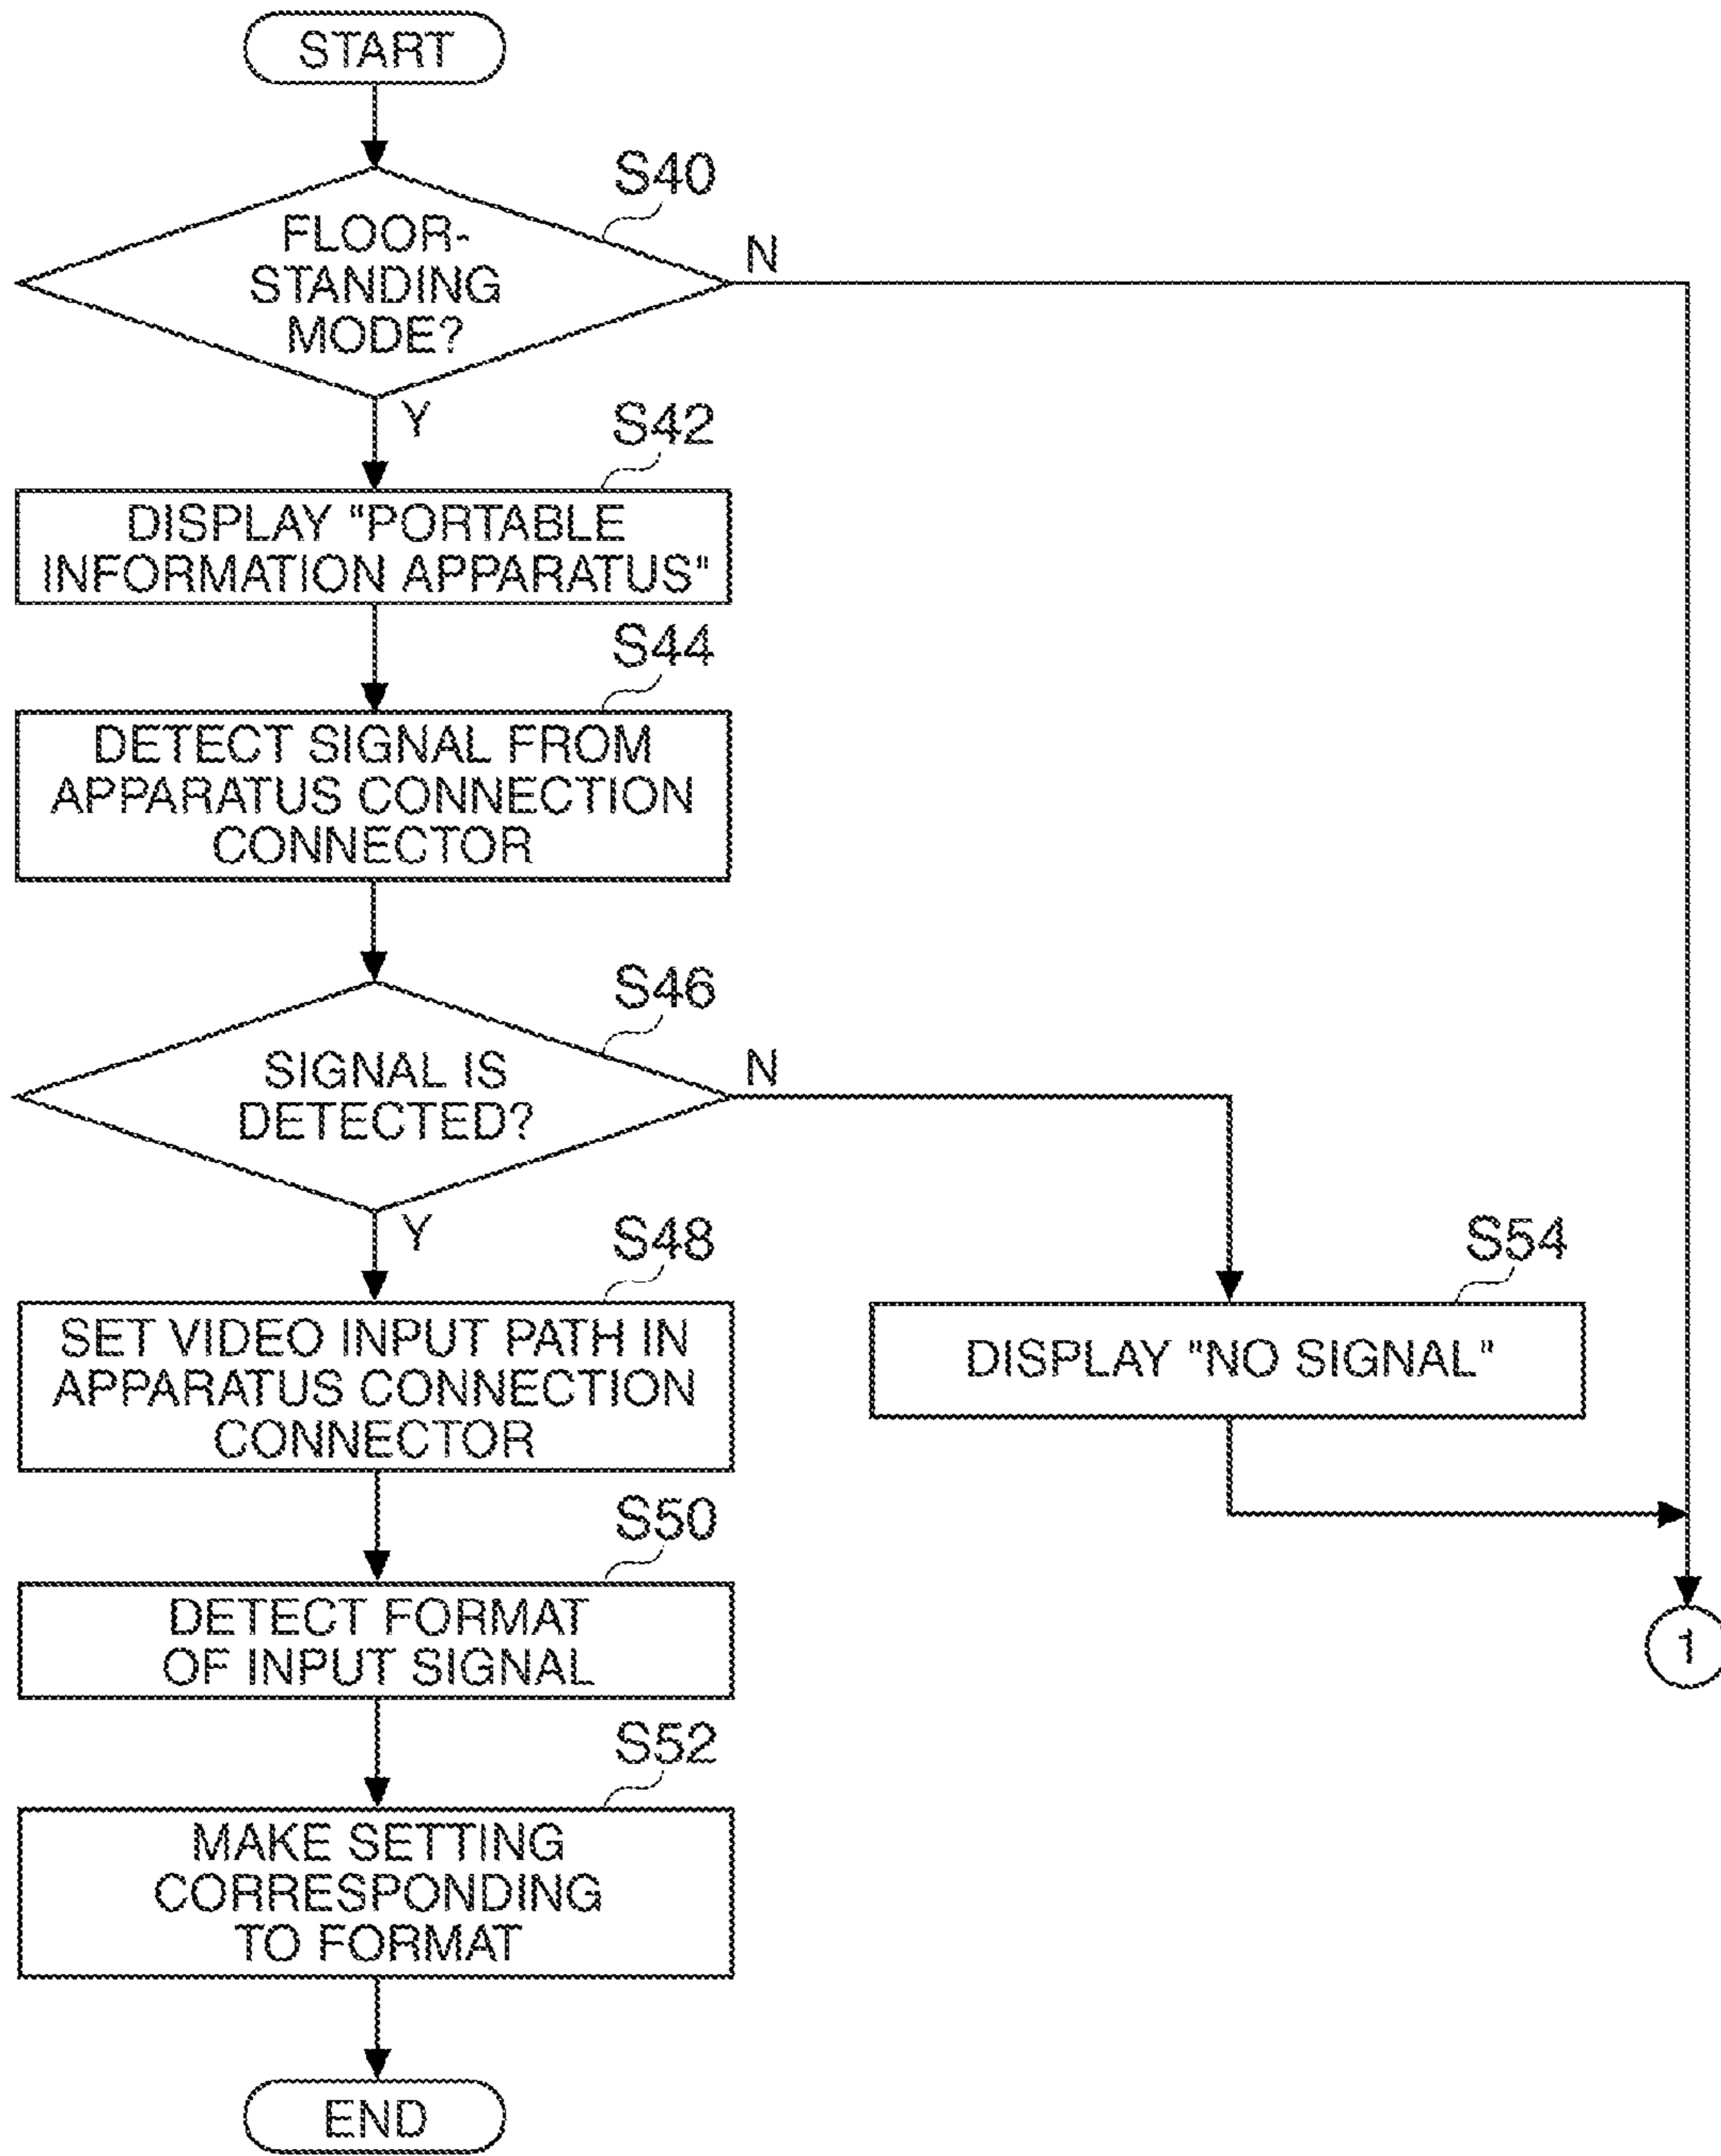 START
S40
FLOOR-
STANDING
MODE?
N
Y
S42
DISPLAY "PORTABLE
INFORMATION APPARATUS"
S44
DETECT SIGNAL FROM
APPARATUS CONNECTION
CONNECTOR
S46
SIGNAL IS
DETECTED?
N
Y
S48
SET VIDEO INPUT PATH IN
APPARATUS CONNECTION
CONNECTOR
S54
DISPLAY "NO SIGNAL"
S50
DETECT FORMAT
OF INPUT SIGNAL
1
S52
MAKE SETTING
CORRESPONDING
TO FORMAT
END